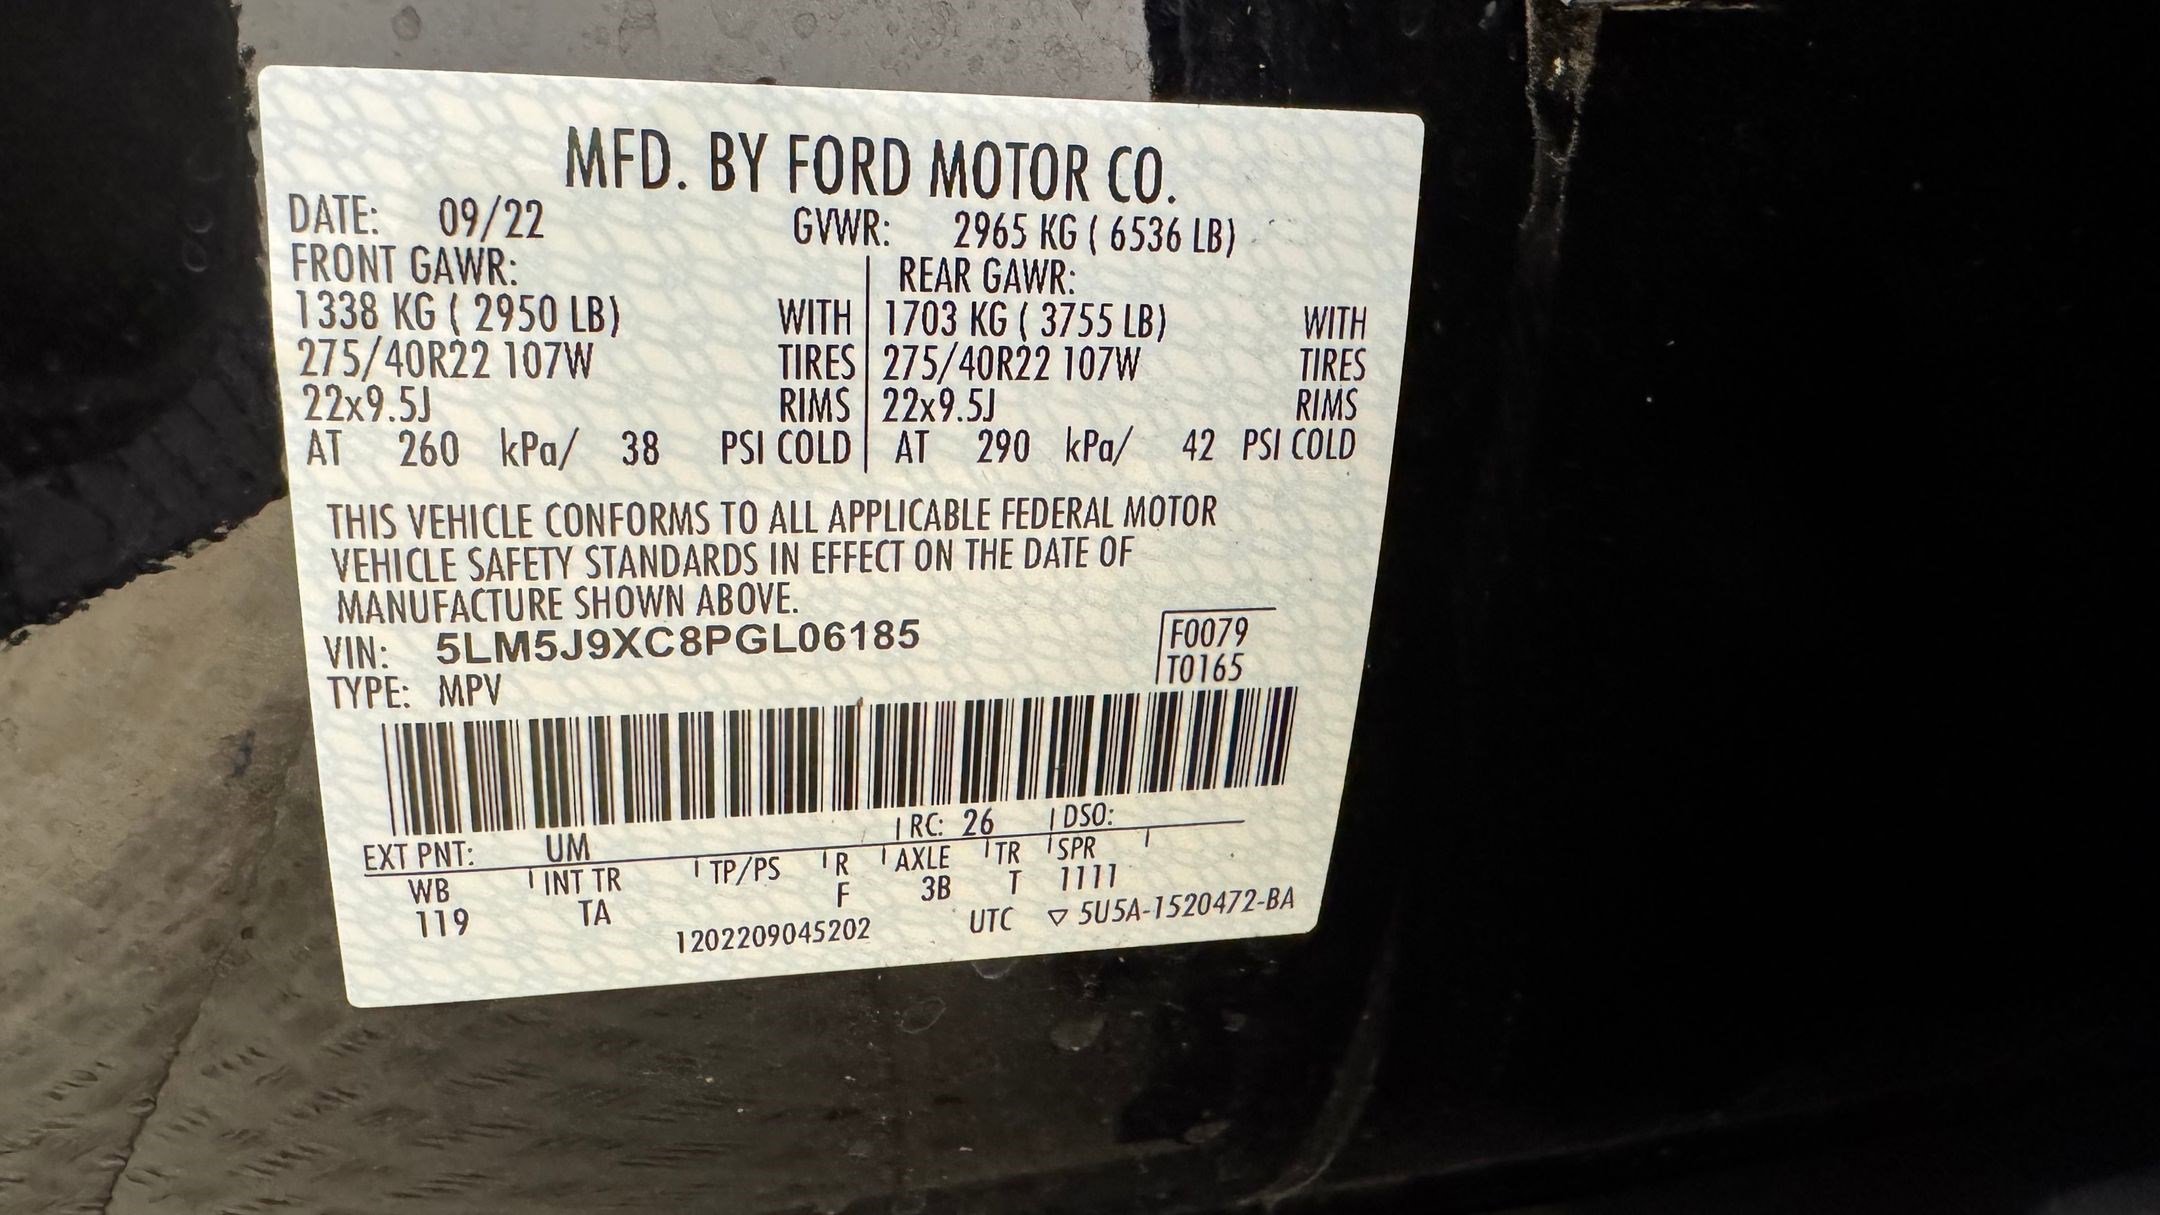 MFD. BY FORD MOTOR CO.
DATE: 09/22 GVWR: 2965 KG ( 6536 LB)
FRONT GAWR: REAR GAWR:
1338 KG ( 2950 LB) WITH 1703 KG ( 3755 LB) WITH
275/40R22 107W TIRES 275/40R22 107W TIRES
22x9.5J RIMS 22x9.5J RIMS
AT 260 kPa/ 38 PSI COLD AT 290 kPa/ 42 PSI COLD
THIS VEHICLE CONFORMS TO ALL APPLICABLE FEDERAL MOTOR
VEHICLE SAFETY STANDARDS IN EFFECT ON THE DATE OF
MANUFACTURE SHOWN ABOVE.
VIN: 5LM5J9XC8PGL06185 F0079
TYPE: MPV T0165
EXT PNT: UM RC: 26 DSO:
WB INT TR TP/PS R AXLE TR SPR
119 TA F 3B T 1111
1202209045202 UTC ▽ 5U5A-1520472-BA